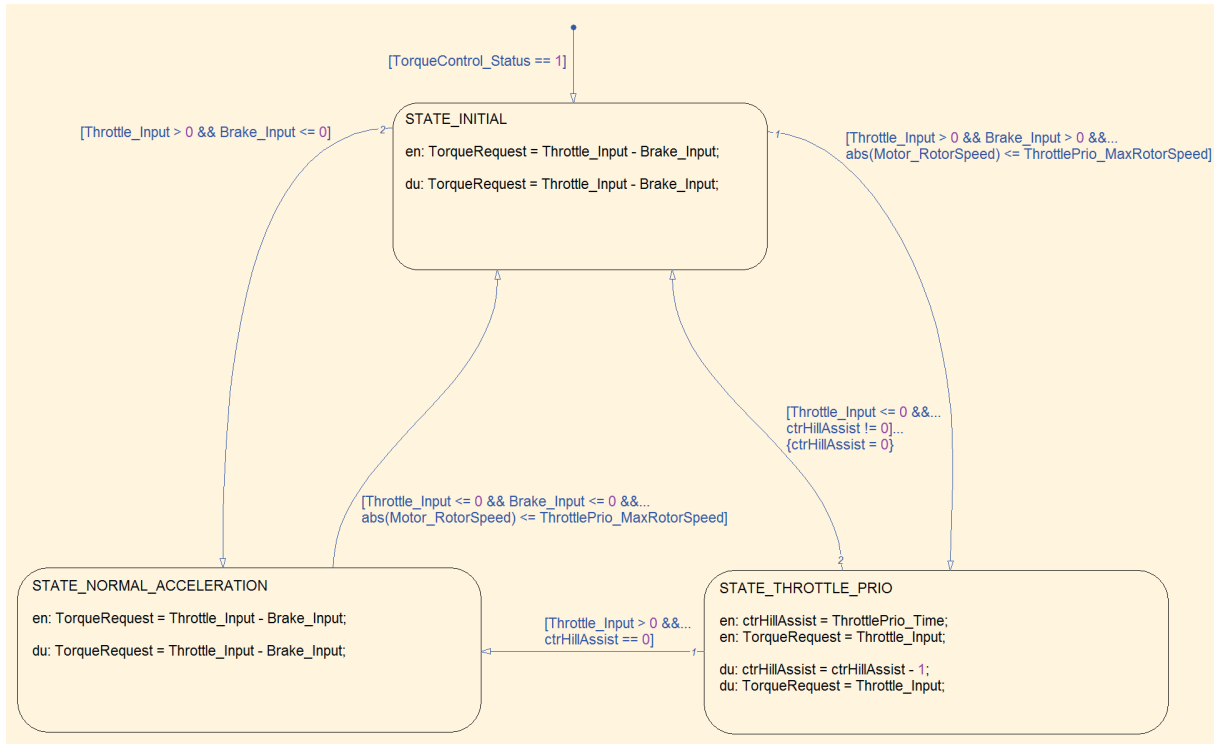 [TorqueControl_Status == 1]
[Throttle_Input > 0 && Brake_Input <= 0]
2
STATE_INITIAL
en: TorqueRequest = Throttle_Input - Brake_Input;
du: TorqueRequest = Throttle_Input - Brake_Input;
1
[Throttle_Input > 0 && Brake_Input > 0 &&...
abs(Motor_RotorSpeed) <= ThrottlePrio_MaxRotorSpeed]
[Throttle_Input <= 0 &&...
ctrHillAssist != 0]...
{ctrHillAssist = 0}
[Throttle_Input <= 0 && Brake_Input <= 0 &&...
abs(Motor_RotorSpeed) <= ThrottlePrio_MaxRotorSpeed]
2
STATE_NORMAL_ACCELERATION
en: TorqueRequest = Throttle_Input - Brake_Input;
du: TorqueRequest = Throttle_Input - Brake_Input;
[Throttle_Input > 0 &&...
ctrHillAssist == 0]
1
STATE_THROTTLE_PRIO
en: ctrHillAssist = ThrottlePrio_Time;
en: TorqueRequest = Throttle_Input;
du: ctrHillAssist = ctrHillAssist - 1;
du: TorqueRequest = Throttle_Input;